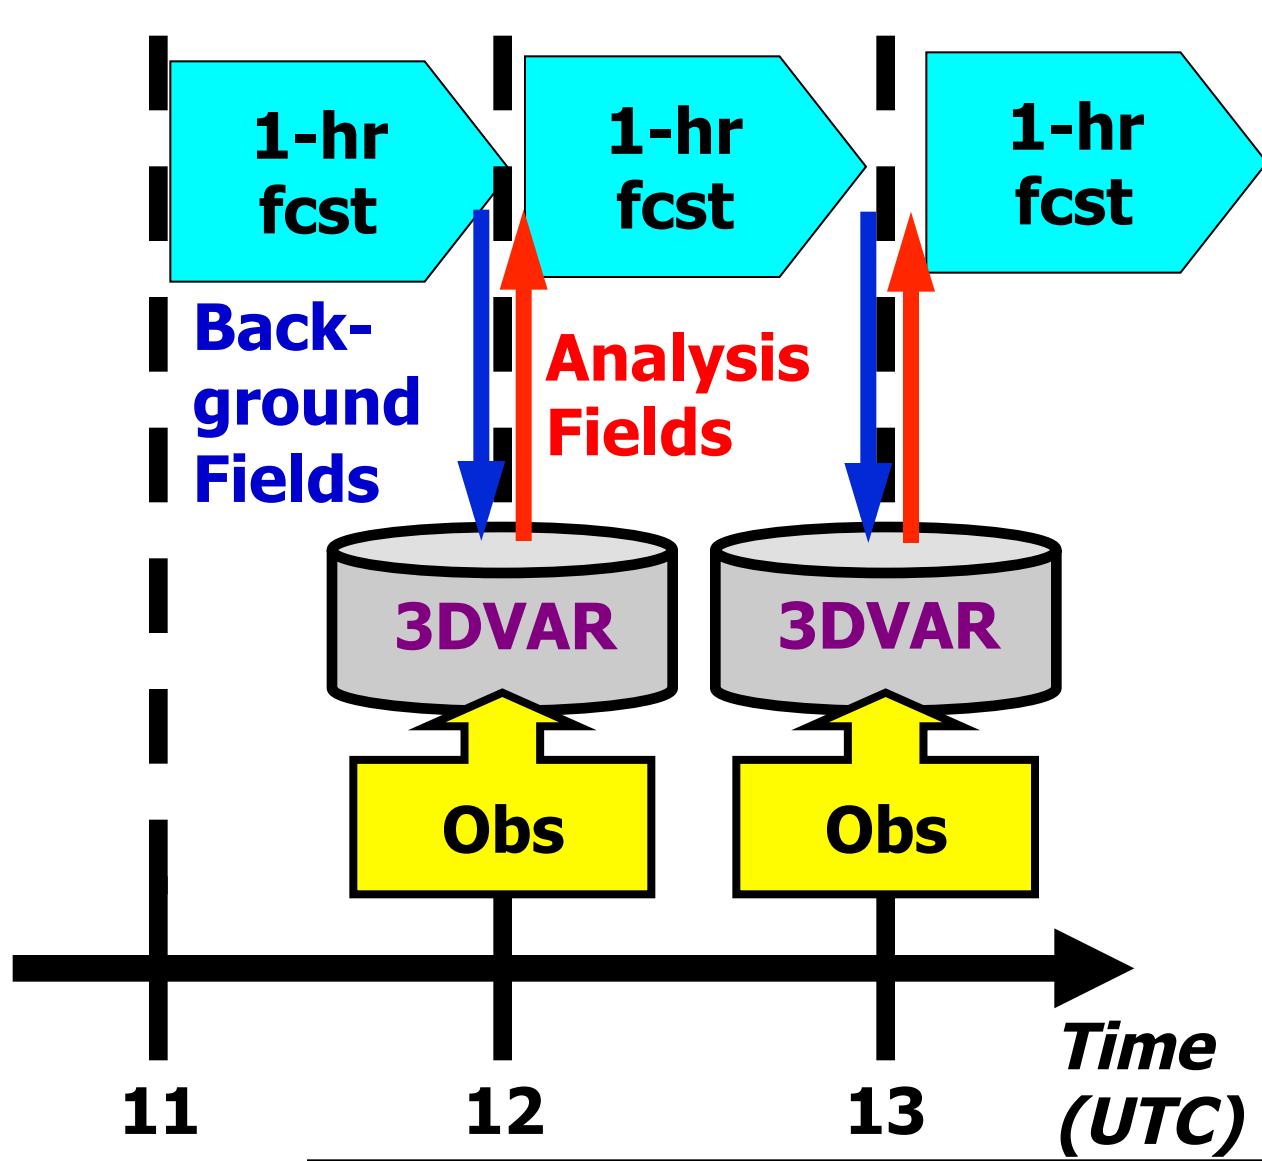 1-hr
fcst
1-hr
fcst
1-hr
fcst
Back-
ground
Fields
Analysis
Fields
3DVAR
3DVAR
Obs
Obs
11
12
13
Time
(UTC)